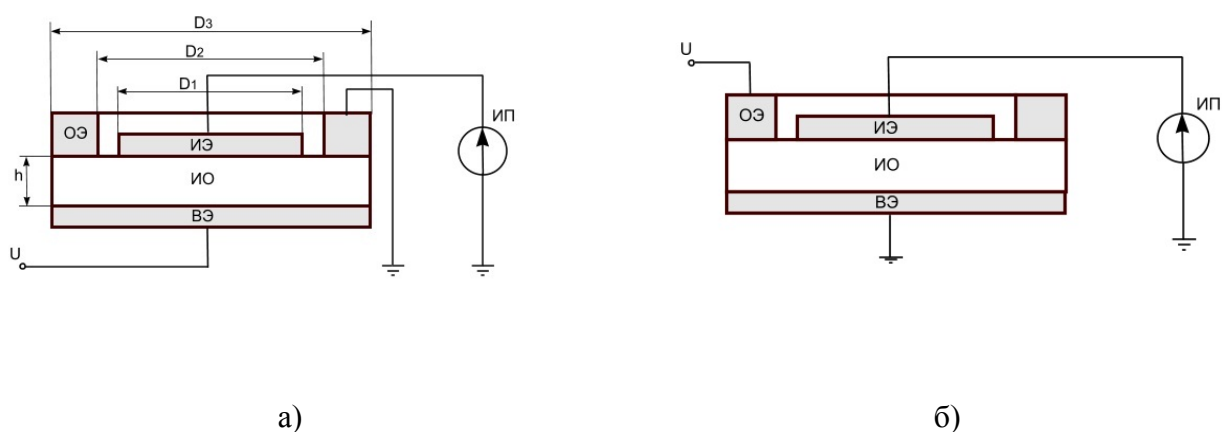 D3
D2
D1
ОЭ
ИЭ
ИП
h
ИО
ВЭ
U
а)
U
ОЭ
ИЭ
ИП
ИО
ВЭ
б)